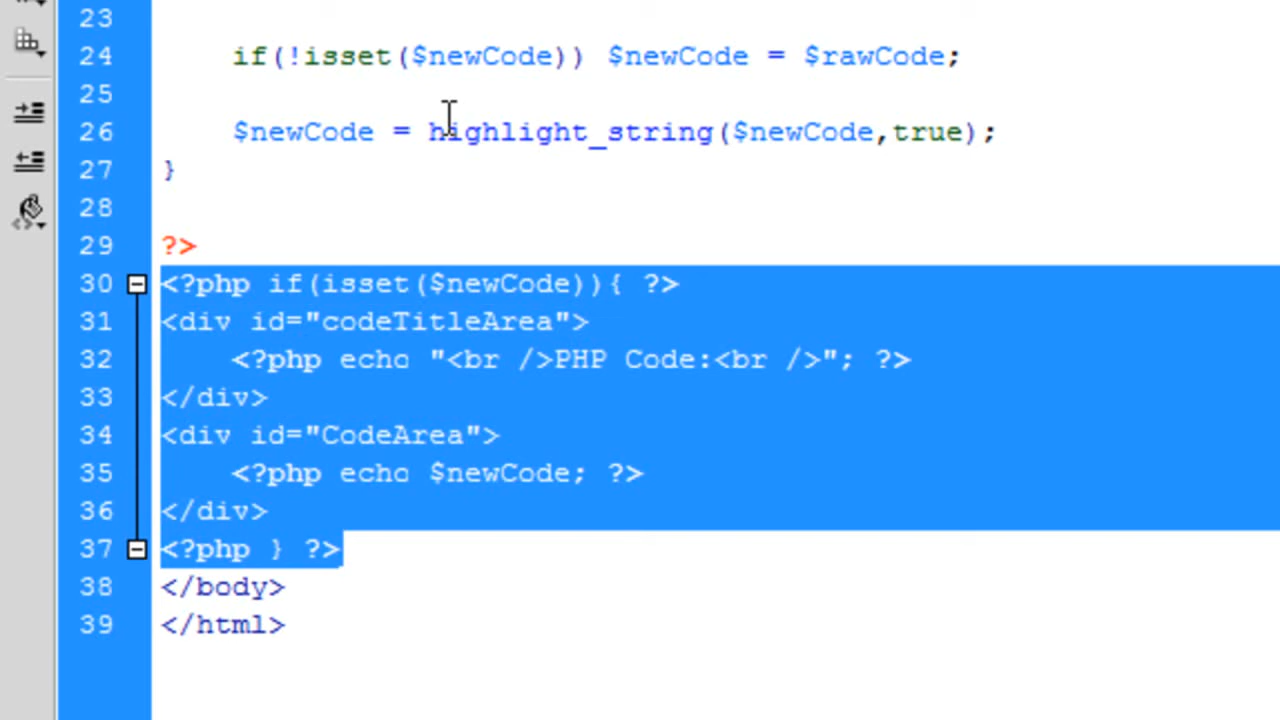 23
24 if(!isset($newCode)) $newCode = $rawCode;
25
26 $newCode = highlight_string($newCode,true);
27 }
28
29 ?>
30 <?php if(isset($newCode)){ ?>
31 <div id="codeTitleArea">
32 <?php echo "<br />PHP Code:<br />"; ?>
33 </div>
34 <div id="CodeArea">
35 <?php echo $newCode; ?>
36 </div>
37 <?php } ?>
38 </body>
39 </html>